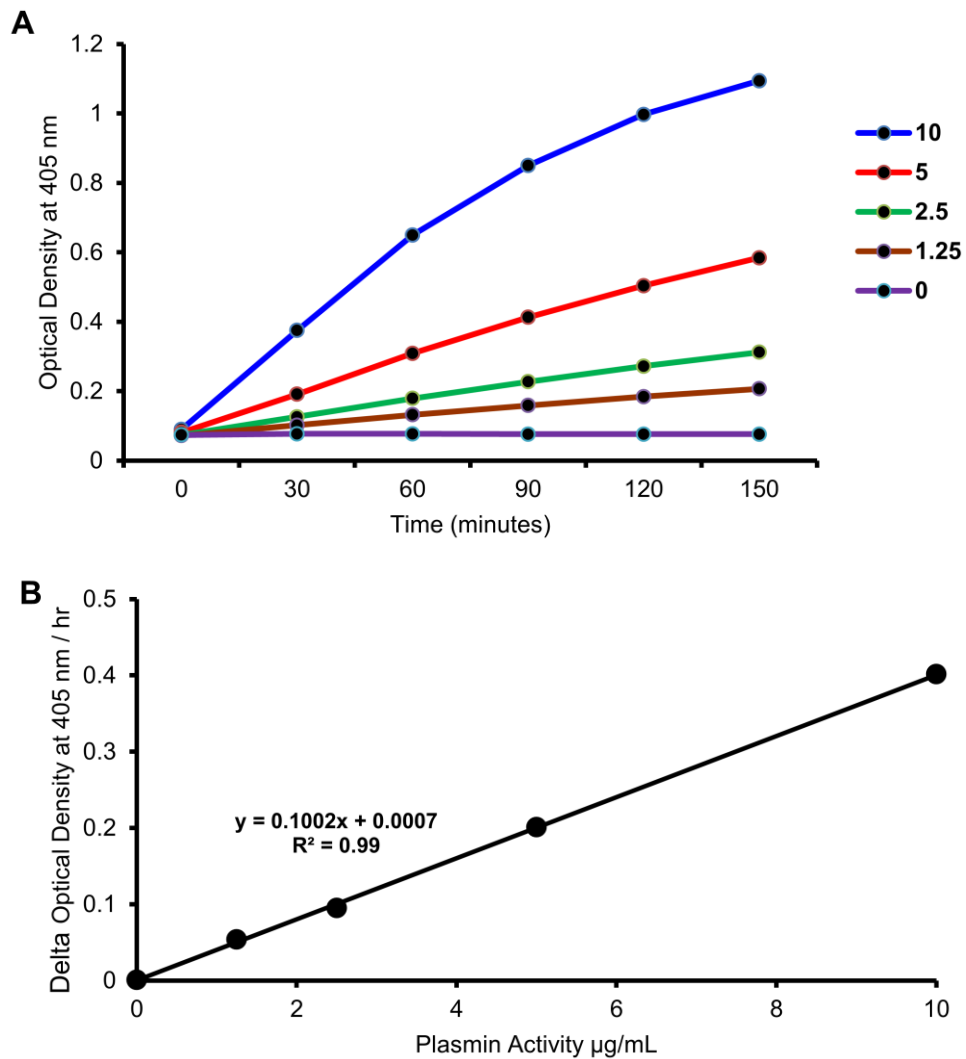 A
1.2
1
0.8
0.6
0.4
0.2
0
Optical Density at 405 nm
0 30 60 90 120 150
Time (minutes)
10
5
2.5
1.25
0
B
0.5
0.4
0.3
0.2
0.1
0
Delta Optical Density at 405 nm / hr
y = 0.1002x + 0.0007
R² = 0.99
0 2 4 6 8 10
Plasmin Activity µg/mL